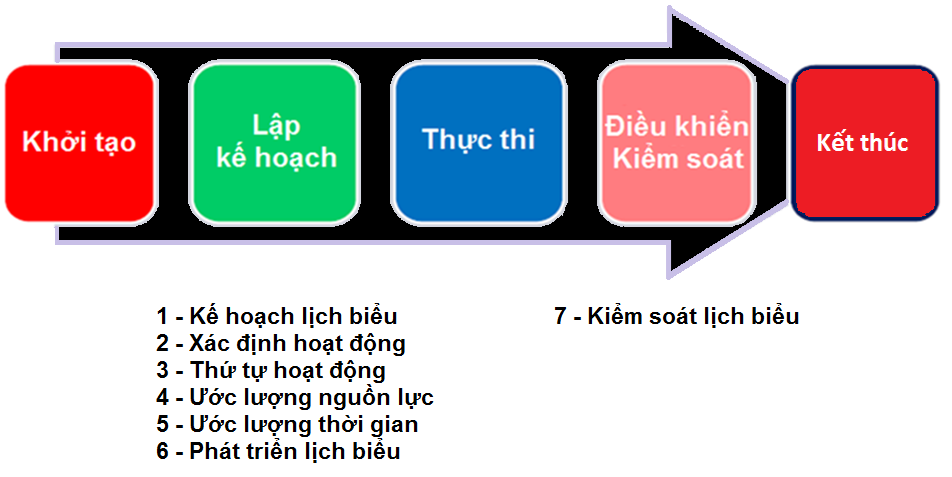 Khởi tạo
Lập
kế hoạch
Thực thi
Điều khiển
Kiểm soát
Kết thúc
1 - Kế hoạch lịch biểu
2 - Xác định hoạt động
3 - Thứ tự hoạt động
4 - Ước lượng nguồn lực
5 - Ước lượng thời gian
6 - Phát triển lịch biểu
7 - Kiểm soát lịch biểu